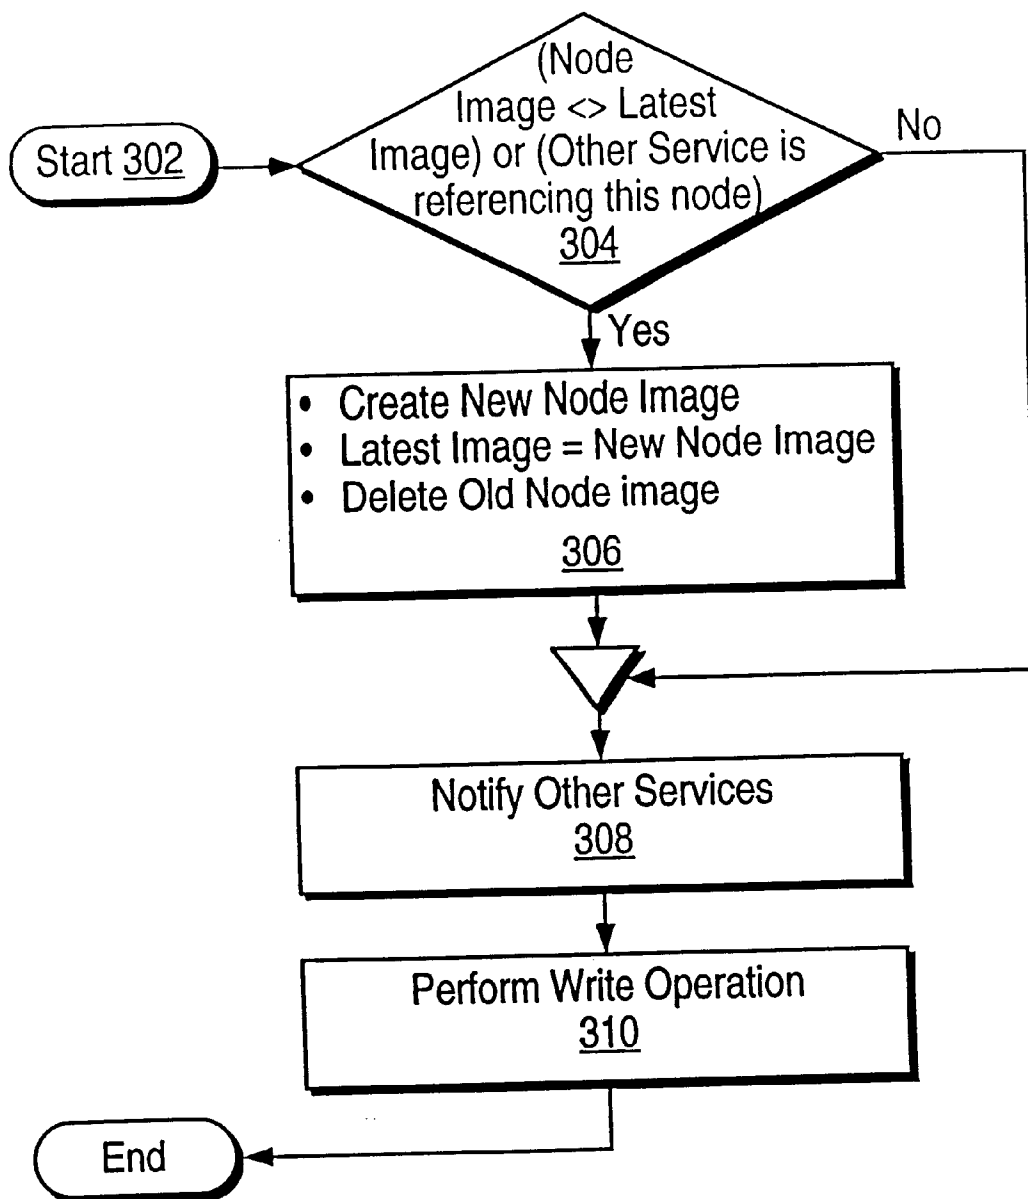 (Node
Image <> Latest
Image) or (Other Service is
referencing this node)
304
Start 302
No
Yes
• Create New Node Image
• Latest Image = New Node Image
• Delete Old Node image
306
Notify Other Services
308
Perform Write Operation
310
End